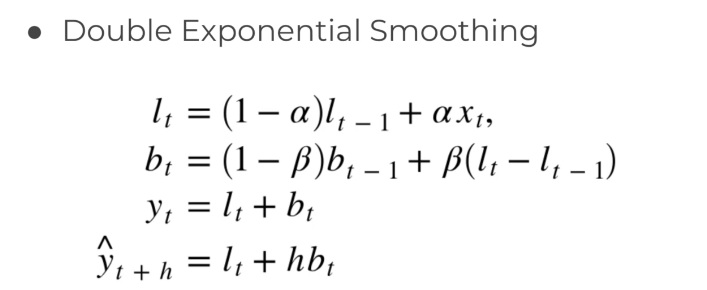 • Double Exponential Smoothing
lₜ = (1 − α)lₜ₋₁ + αxₜ,
bₜ = (1 − β)bₜ₋₁ + β(lₜ − lₜ₋₁)
yₜ = lₜ + bₜ
ŷₜ₊ₕ = lₜ + hbₜ